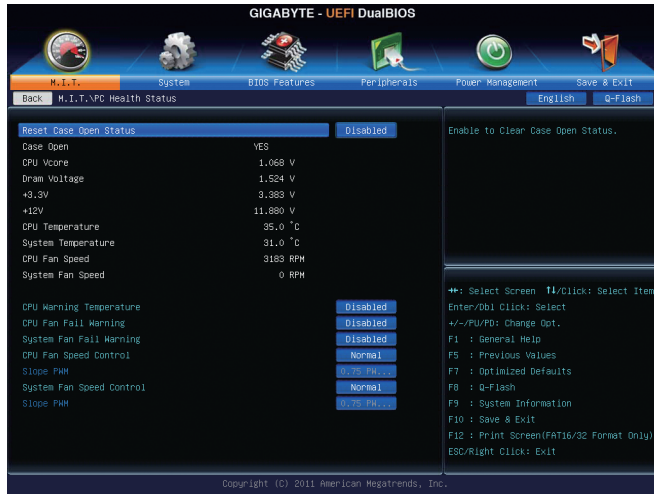 GIGABYTE - UEFI DualBIOS
M.I.T. System BIOS Features Peripherals Power Management Save & Exit
Back M.I.T.\PC Health Status English Q-Flash
Reset Case Open Status Disabled Enable to Clear Case Open Status.
Case Open YES
CPU Vcore 1.068 V
Dram Voltage 1.524 V
+3.3V 3.383 V
+12V 11.880 V
CPU Temperature 35.0 °C
System Temperature 31.0 °C
CPU Fan Speed 3183 RPM
System Fan Speed 0 RPM
CPU Warning Temperature Disabled
CPU Fan Fail Warning Disabled
System Fan Fail Warning Disabled
CPU Fan Speed Control Normal
Slope PWM 0.75 PW...
System Fan Speed Control Normal
Slope PWM 0.75 PW...
→←: Select Screen ↑↓/Click: Select Item
Enter/Dbl Click: Select
+/-/PU/PD: Change Opt.
F1 : General Help
F5 : Previous Values
F7 : Optimized Defaults
F8 : Q-Flash
F9 : System Information
F10 : Save & Exit
F12 : Print Screen(FAT16/32 Format Only)
ESC/Right Click: Exit
Copyright (C) 2011 American Megatrends, Inc.